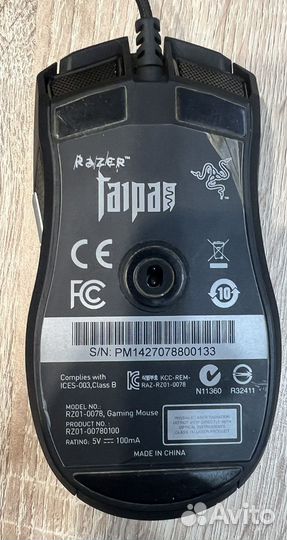 RAZER™
Taipan
CE
FC
10
S/N: PM1427078800133
Complies with
ICES-003,Class B
KCC-REM-
RAZ-RZ01-0078
N11360
R32411
MODEL NO.:
RZ01-0078, Gaming Mouse
PRODUCT NO.:
RZ01-00780100
RATING: 5V ⎓ 100mA
MADE IN CHINA
Avito